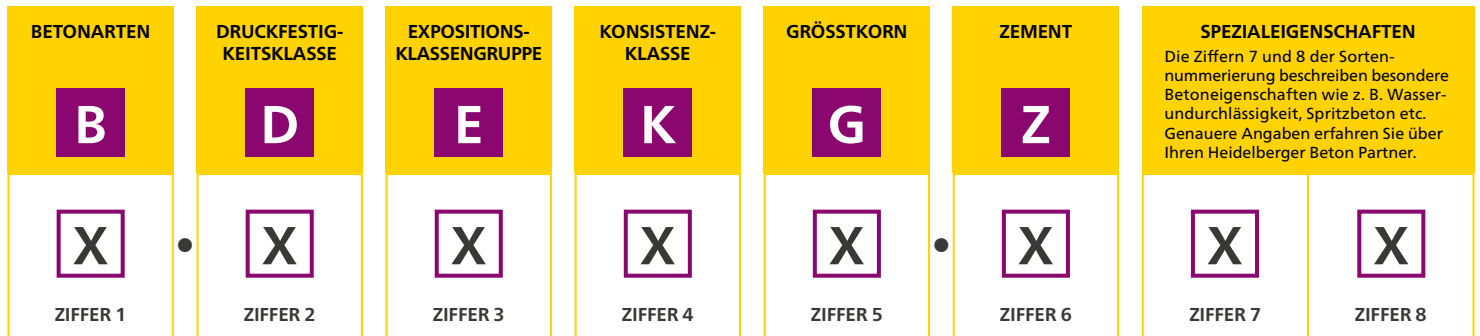 BETONARTEN
B
X
ZIFFER 1
•
DRUCKFESTIG-
KEITSKLASSE
D
X
ZIFFER 2
EXPOSITIONS-
KLASSENGRUPPE
E
X
ZIFFER 3
KONSISTENZ-
KLASSE
K
X
ZIFFER 4
GRÖSSTKORN
G
X
ZIFFER 5
•
ZEMENT
Z
X
ZIFFER 6
SPEZIALEIGENSCHAFTEN
Die Ziffern 7 und 8 der Sorten-
nummerierung beschreiben besondere
Betoneigenschaften wie z. B. Wasser-
undurchlässigkeit, Spritzbeton etc.
Genauere Angaben erfahren Sie über
Ihren Heidelberger Beton Partner.
X
ZIFFER 7
X
ZIFFER 8